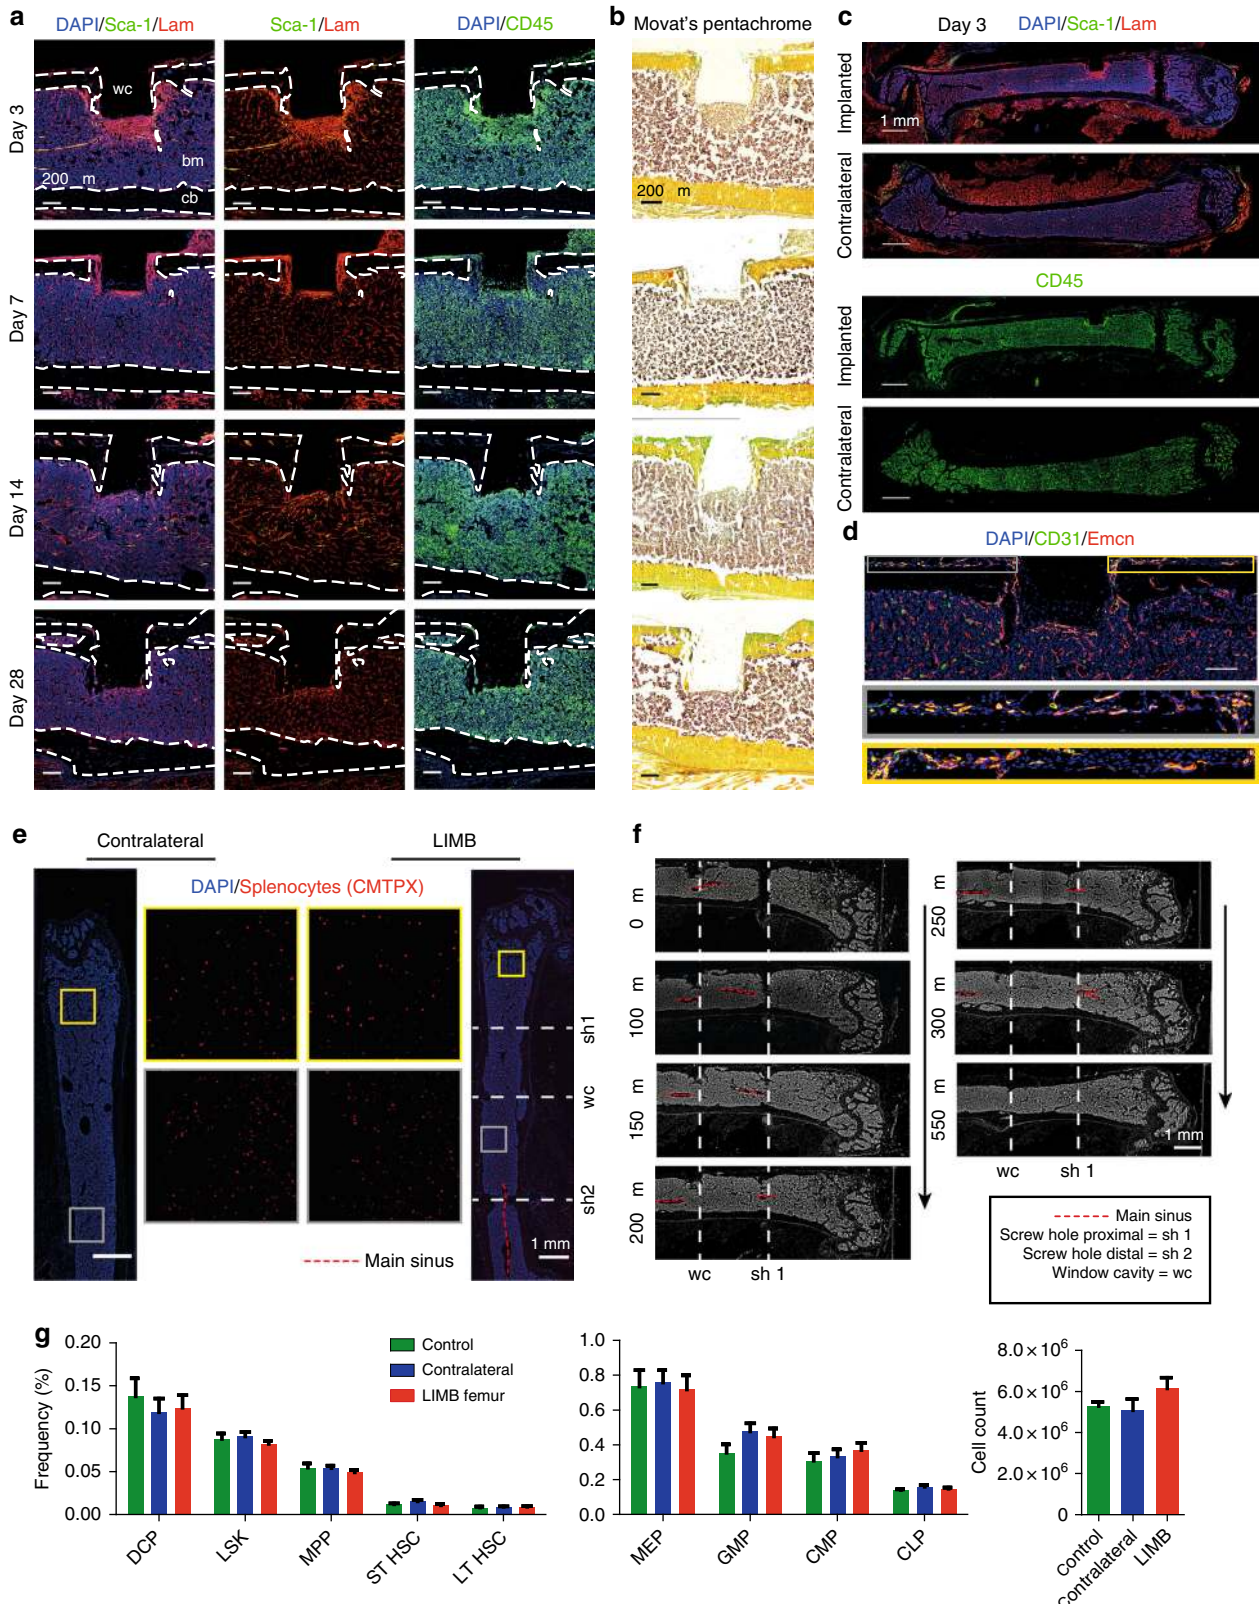 a
DAPI/Sca-1/Lam
Sca-1/Lam
DAPI/CD45
Day 3
wc
bm
cb
200 m
Day 7
Day 14
Day 28
b
Movat's pentachrome
200 m
c
Day 3
DAPI/Sca-1/Lam
Implanted
1 mm
Contralateral
CD45
Implanted
Contralateral
d
DAPI/CD31/Emcn
e
Contralateral
LIMB
DAPI/Splenocytes (CMTPX)
sh1
wc
sh2
Main sinus
1 mm
f
0 m
100 m
150 m
200 m
wc
sh 1
250 m
300 m
550 m
1 mm
wc
sh 1
Main sinus
Screw hole proximal = sh 1
Screw hole distal = sh 2
Window cavity = wc
g
Frequency (%)
0.20
0.15
0.10
0.05
0.00
DCP
LSK
MPP
ST HSC
LT HSC
Control
Contralateral
LIMB femur
1.0
0.8
0.6
0.4
0.2
0.0
MEP
GMP
CMP
CLP
Cell count
8.0×10⁶
6.0×10⁶
4.0×10⁶
2.0×10⁶
0
Control
Contralateral
LIMB